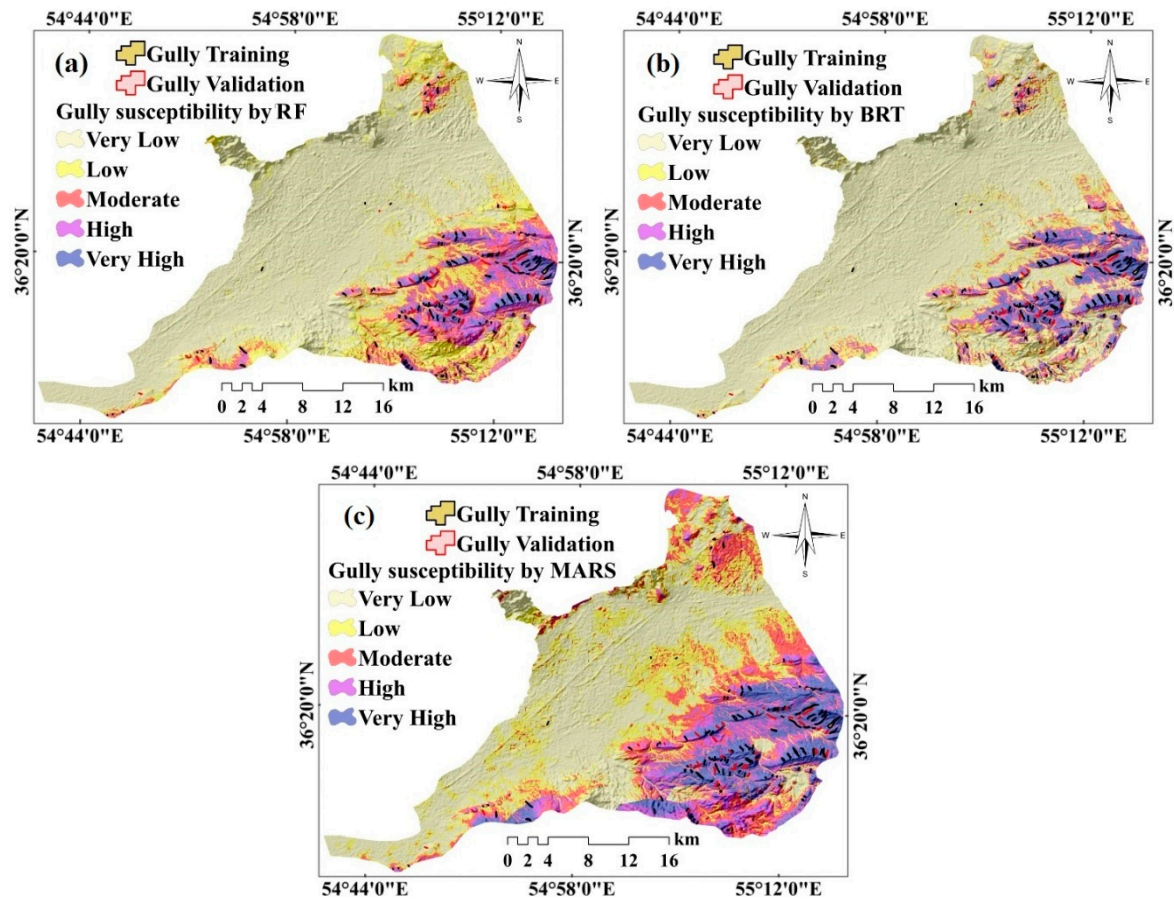 54°44'0"E 54°58'0"E 55°12'0"E
(a)
Gully Training
Gully Validation
Gully susceptibility by RF
Very Low
Low
Moderate
High
Very High
N
W E
S
36°20'0"N
36°20'0"N
km
0 2 4 8 12 16
54°44'0"E 54°58'0"E 55°12'0"E
54°44'0"E 54°58'0"E 55°12'0"E
(b)
Gully Training
Gully Validation
Gully susceptibility by BRT
Very Low
Low
Moderate
High
Very High
N
W E
S
36°20'0"N
36°20'0"N
km
0 2 4 8 12 16
54°44'0"E 54°58'0"E 55°12'0"E
54°44'0"E 54°58'0"E 55°12'0"E
(c)
Gully Training
Gully Validation
Gully susceptibility by MARS
Very Low
Low
Moderate
High
Very High
N
W E
S
36°20'0"N
36°20'0"N
km
0 2 4 8 12 16
54°44'0"E 54°58'0"E 55°12'0"E